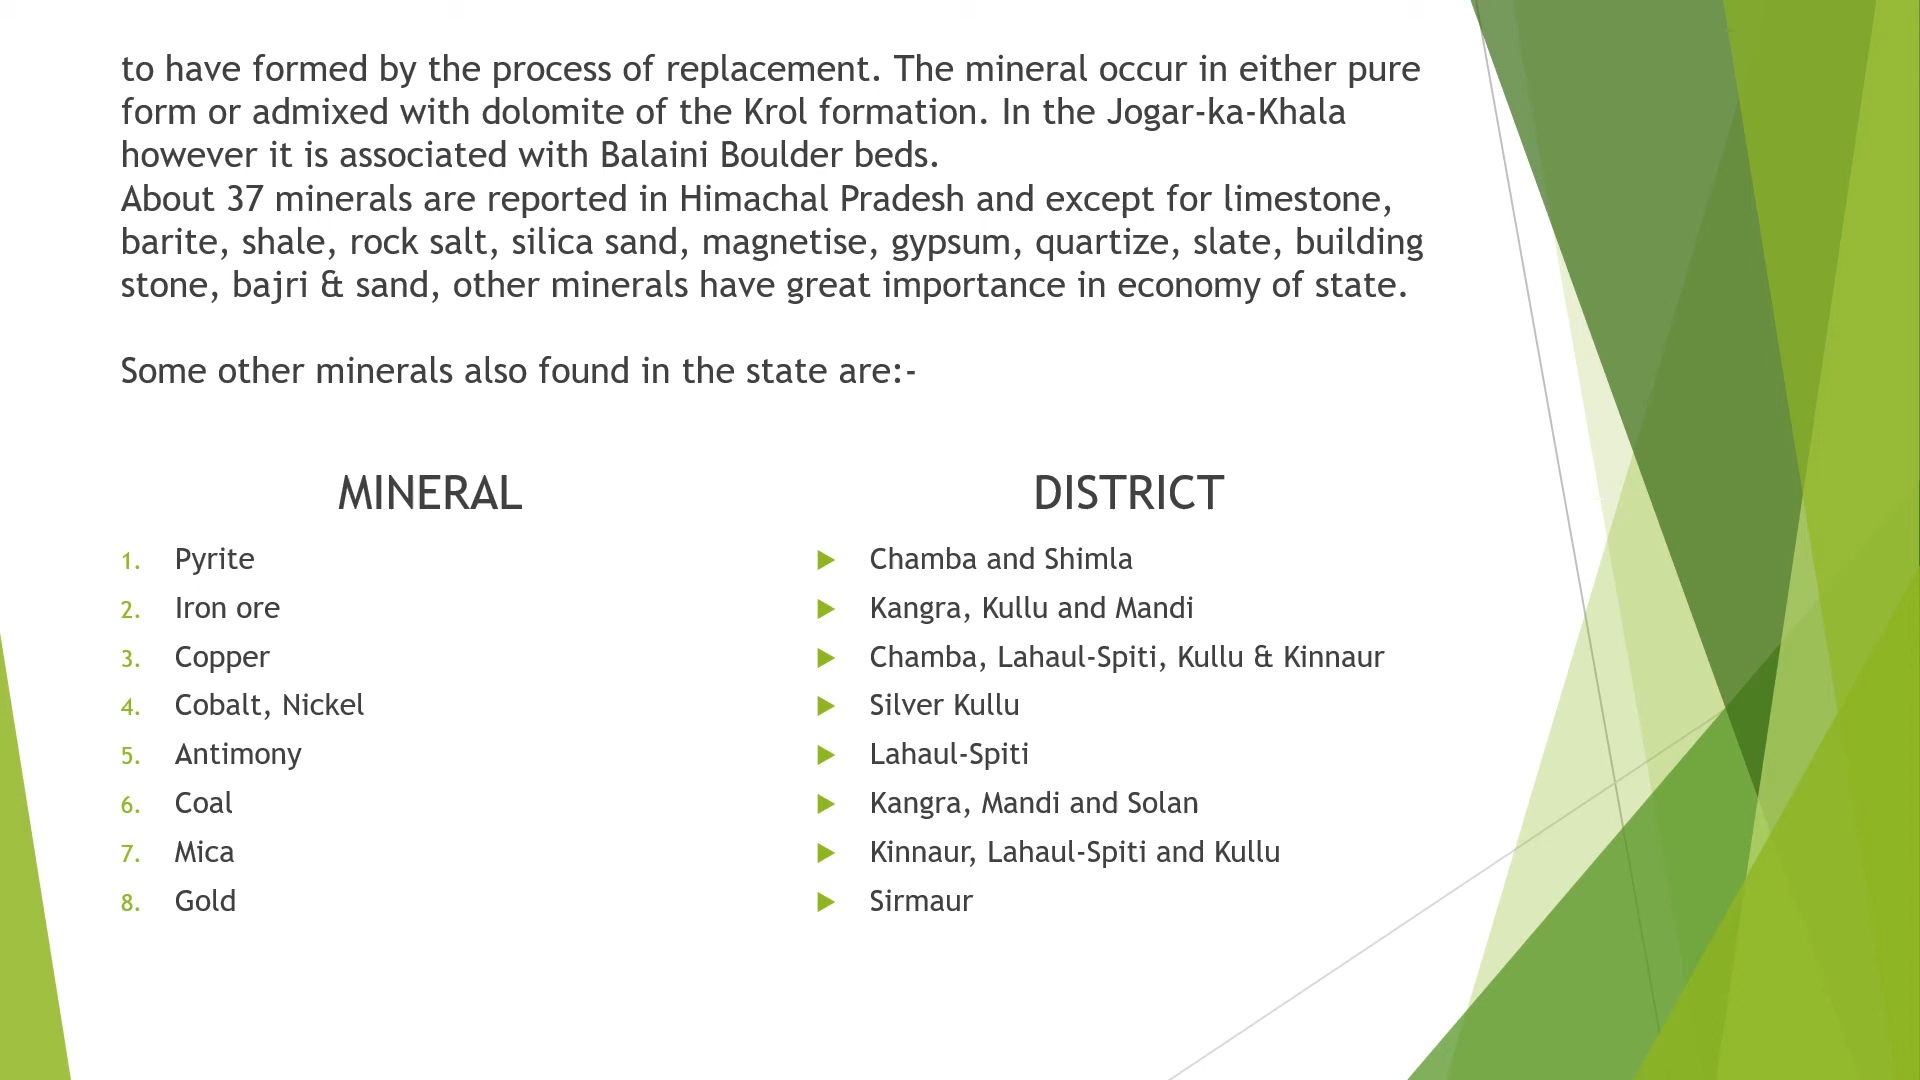 to have formed by the process of replacement. The mineral occur in either pure
form or admixed with dolomite of the Krol formation. In the Jogar-ka-Khala
however it is associated with Balaini Boulder beds.
About 37 minerals are reported in Himachal Pradesh and except for limestone,
barite, shale, rock salt, silica sand, magnetise, gypsum, quartize, slate, building
stone, bajri & sand, other minerals have great importance in economy of state.
Some other minerals also found in the state are:-
MINERAL
1. Pyrite
2. Iron ore
3. Copper
4. Cobalt, Nickel
5. Antimony
6. Coal
7. Mica
8. Gold
DISTRICT
Chamba and Shimla
Kangra, Kullu and Mandi
Chamba, Lahaul-Spiti, Kullu & Kinnaur
Silver Kullu
Lahaul-Spiti
Kangra, Mandi and Solan
Kinnaur, Lahaul-Spiti and Kullu
Sirmaur